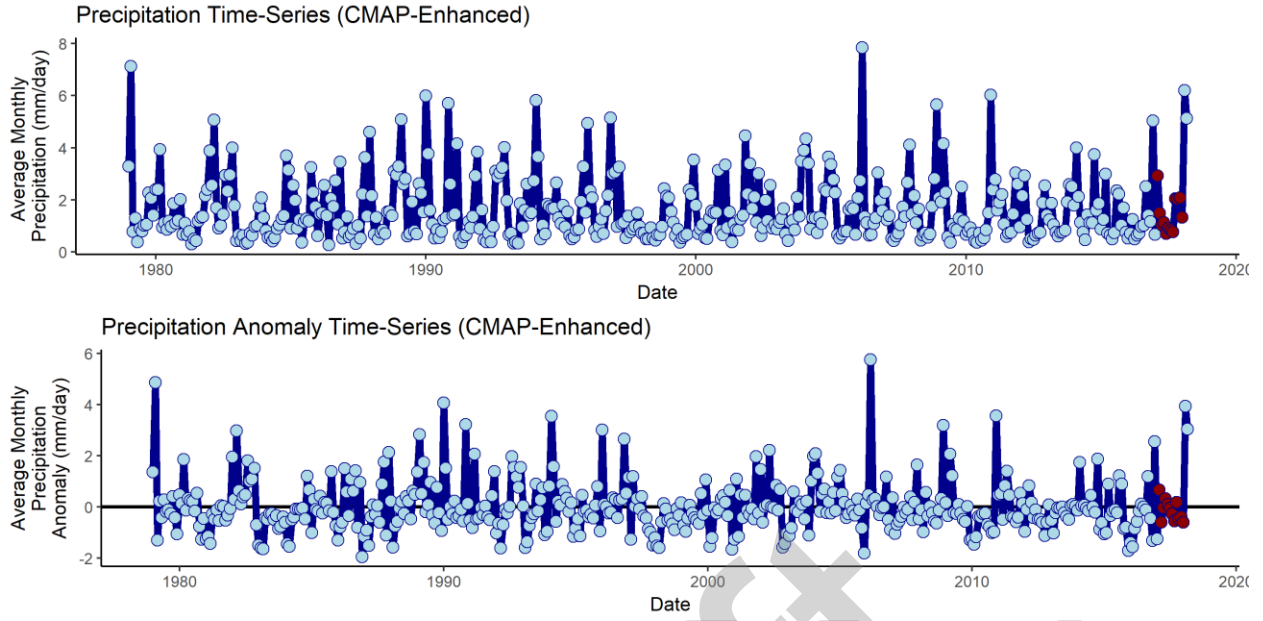 Precipitation Time-Series (CMAP-Enhanced)
Average Monthly
Precipitation (mm/day)
8
6
4
2
0
1980
1990
2000
2010
2020
Date
Precipitation Anomaly Time-Series (CMAP-Enhanced)
Average Monthly
Precipitation
Anomaly (mm/day)
6
4
2
0
-2
1980
1990
2000
2010
2020
Date